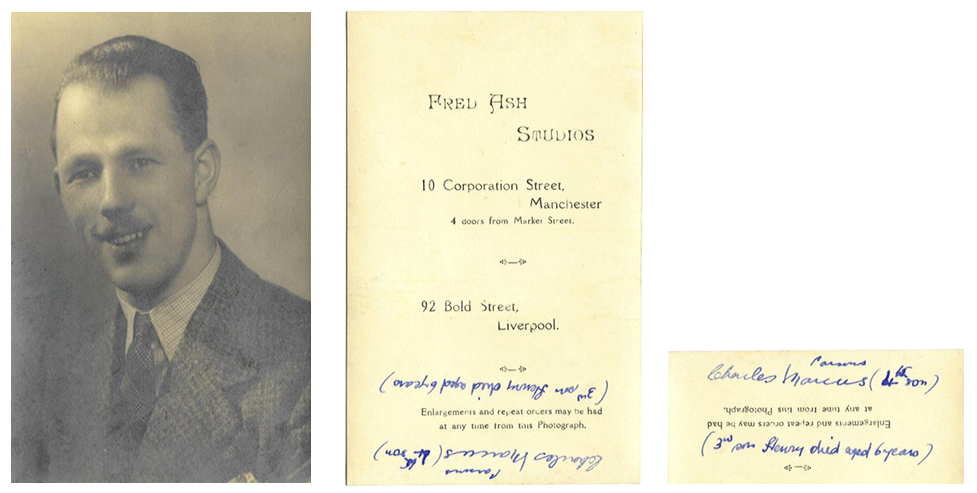 FRED ASH
STUDIOS
10 Corporation Street,
Manchester
4 doors from Market Street.
92 Bold Street,
Liverpool.
(3rd son Henry died aged 6 years)
Enlargements and repeat orders may be had
at any time from this Photograph.
Charles Marcus (4th son)
Charles Marcus (4th son)
Enlargements and repeat orders may be had
at any time from this Photograph.
(3rd son Henry died aged 6 years)